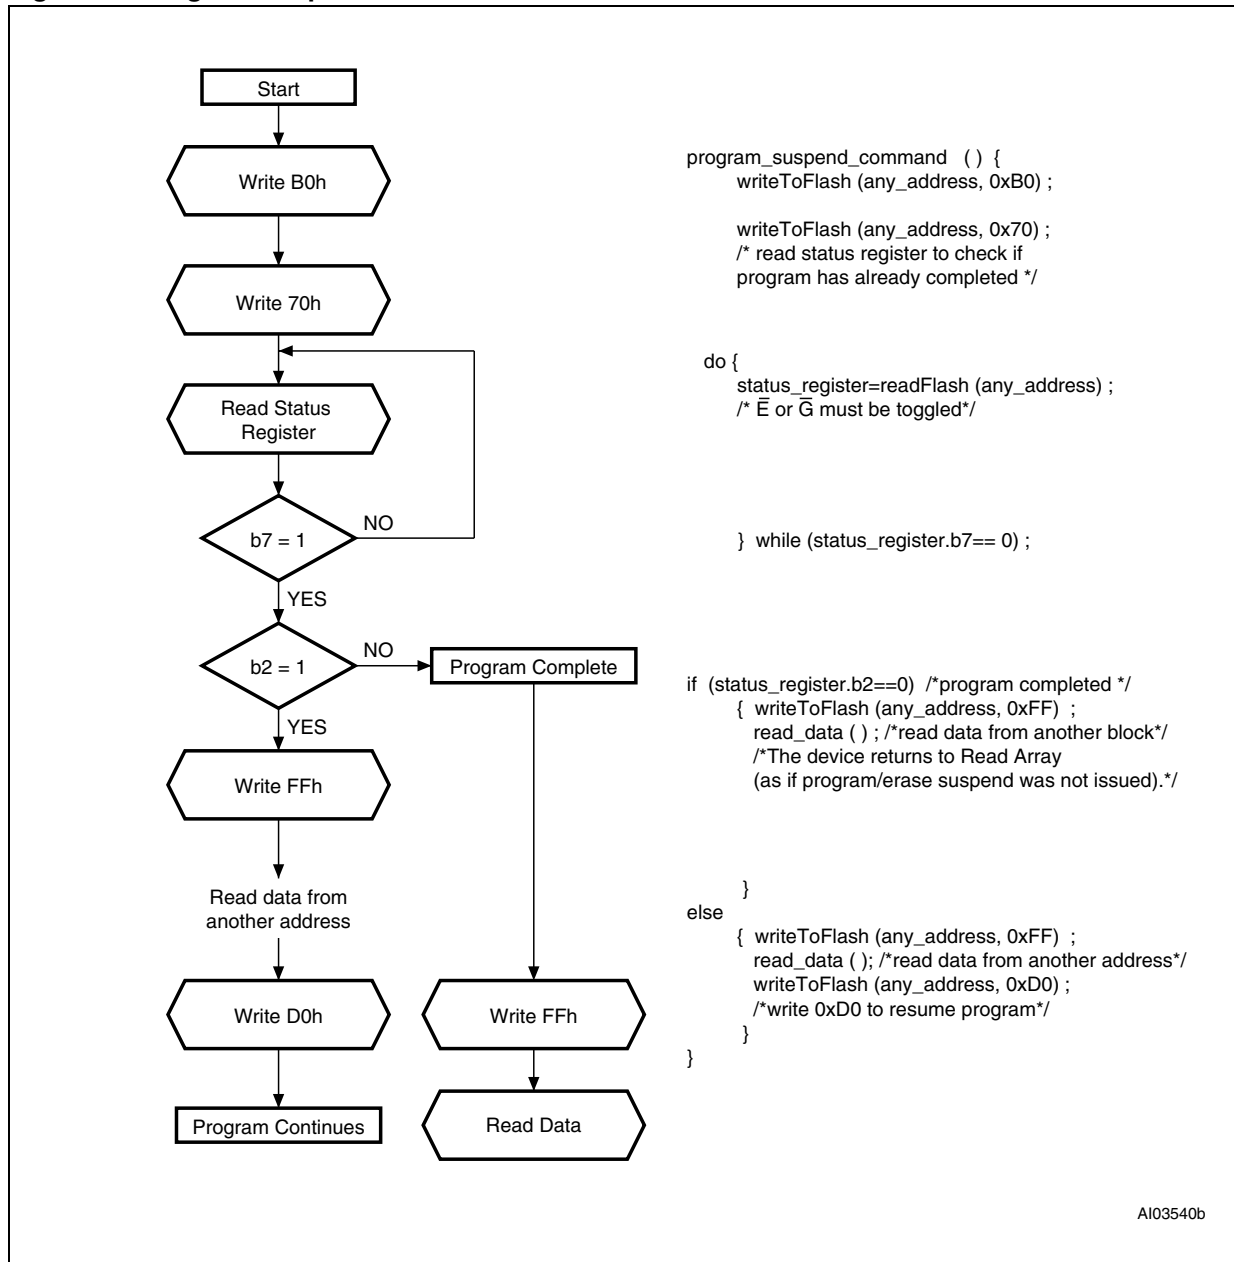 Start
Write B0h
Write 70h
Read Status
Register
b7 = 1
NO
YES
b2 = 1
NO
Program Complete
YES
Write FFh
Read data from
another address
Write D0h
Write FFh
Program Continues
Read Data
program_suspend_command ( ) {
writeToFlash (any_address, 0xB0) ;
writeToFlash (any_address, 0x70) ;
/* read status register to check if
program has already completed */
do {
status_register=readFlash (any_address) ;
/* E̅ or G̅ must be toggled*/
} while (status_register.b7== 0) ;
if (status_register.b2==0) /*program completed */
{ writeToFlash (any_address, 0xFF) ;
read_data ( ) ; /*read data from another block*/
/*The device returns to Read Array
(as if program/erase suspend was not issued).*/
}
else
{ writeToFlash (any_address, 0xFF) ;
read_data ( ); /*read data from another address*/
writeToFlash (any_address, 0xD0) ;
/*write 0xD0 to resume program*/
}
}
AI03540b